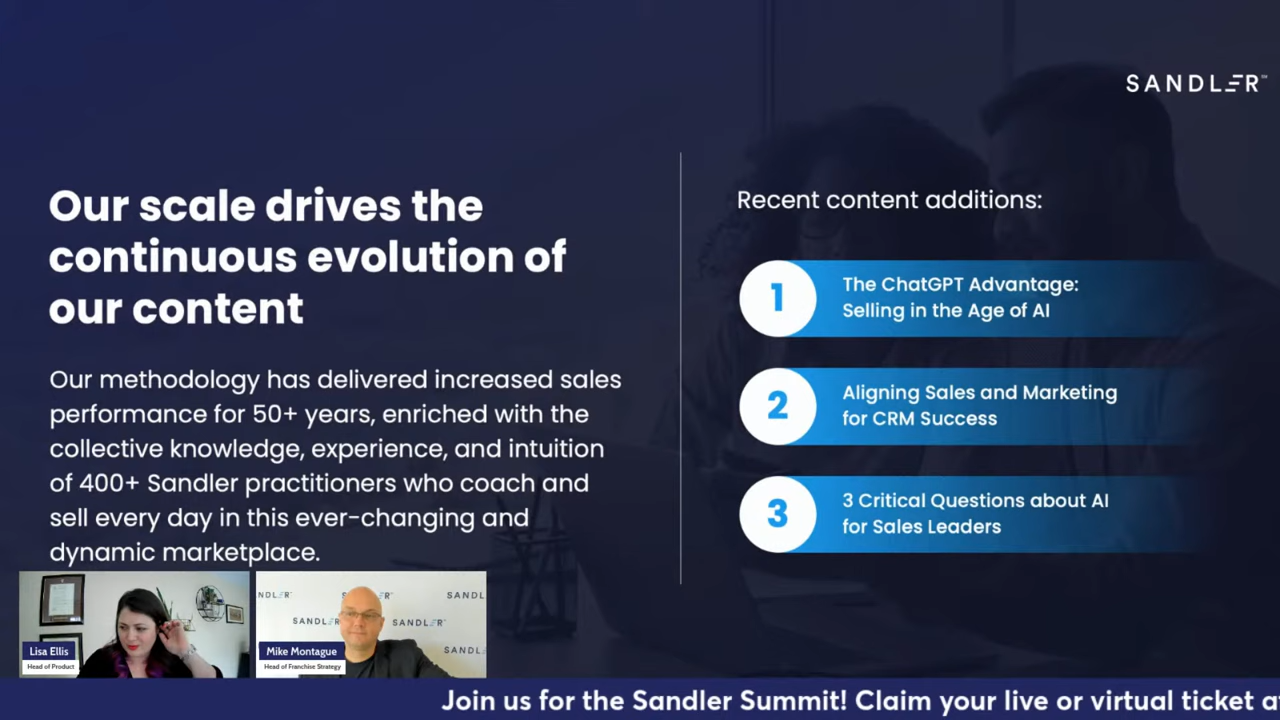 SANDLER™
Our scale drives the
continuous evolution of
our content
Our methodology has delivered increased sales
performance for 50+ years, enriched with the
collective knowledge, experience, and intuition
of 400+ Sandler practitioners who coach and
sell every day in this ever-changing and
dynamic marketplace.
Recent content additions:
1
The ChatGPT Advantage:
Selling in the Age of AI
2
Aligning Sales and Marketing
for CRM Success
3
3 Critical Questions about AI
for Sales Leaders
Lisa Ellis
Head of Product
NDLER
SANDL
SANDLER
SANDLER
SANDL
Mike Montague
Head of Franchise Strategy
Join us for the Sandler Summit! Claim your live or virtual ticket a